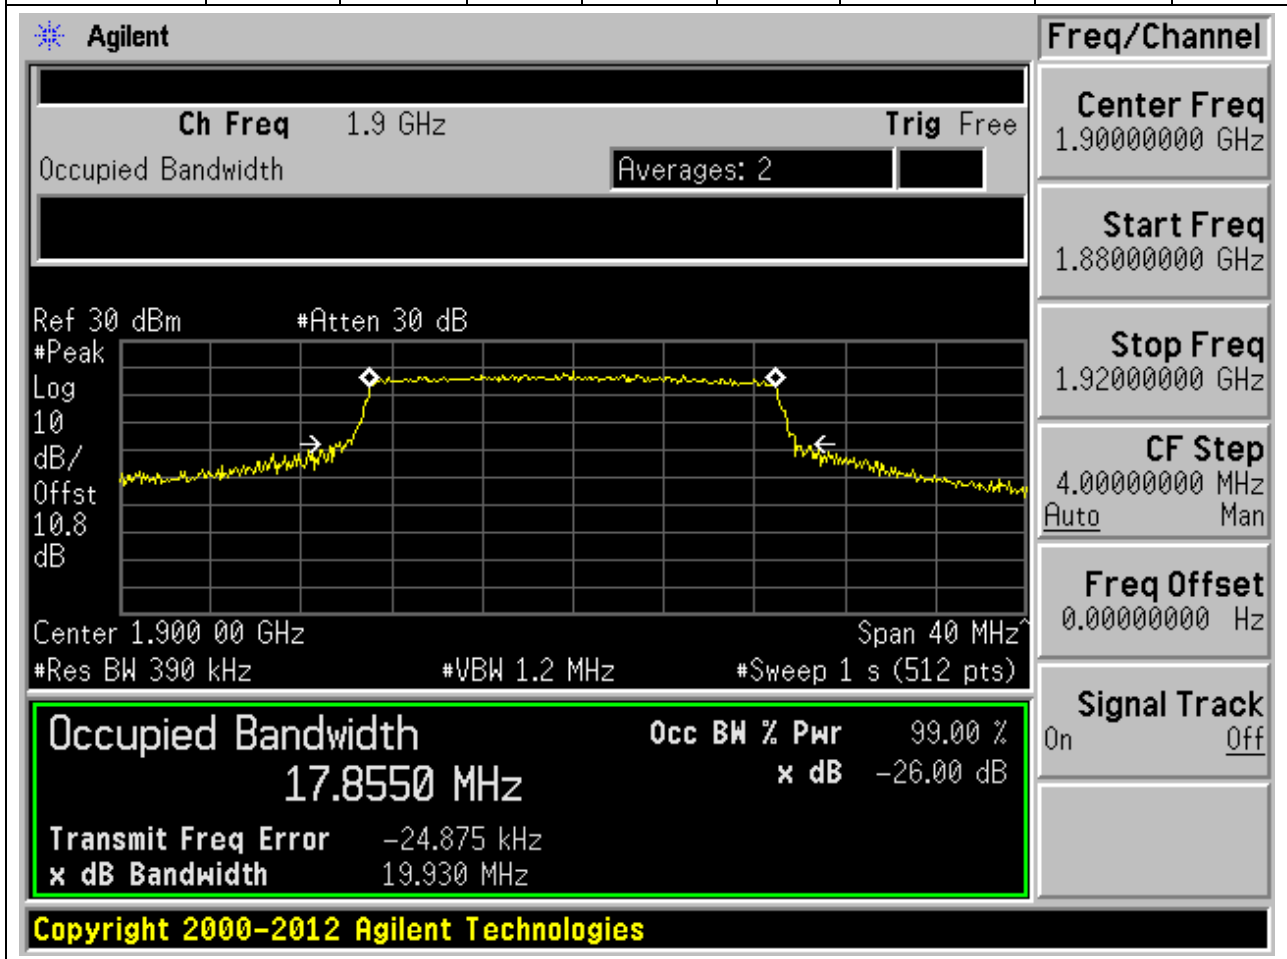 Agilent
Freq/Channel
Ch Freq 1.9 GHz Trig Free
Occupied Bandwidth Averages: 2
Center Freq
1.90000000 GHz
Start Freq
1.88000000 GHz
Stop Freq
1.92000000 GHz
CF Step
4.00000000 MHz
Auto Man
Freq Offset
0.00000000 Hz
Signal Track
On Off
Ref 30 dBm #Atten 30 dB
#Peak
Log
10
dB/
Offst
10.8
dB
Center 1.900 00 GHz Span 40 MHz^
#Res BW 390 kHz #VBW 1.2 MHz #Sweep 1 s (512 pts)
Occupied Bandwidth
17.8550 MHz
Occ BW % Pwr 99.00 %
x dB -26.00 dB
Transmit Freq Error -24.875 kHz
x dB Bandwidth 19.930 MHz
Copyright 2000-2012 Agilent Technologies